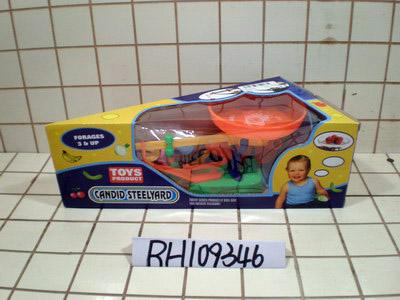 FORAGES
3 & UP
TOYS
PRODUCT
CANDID STEELYARD
RH109346